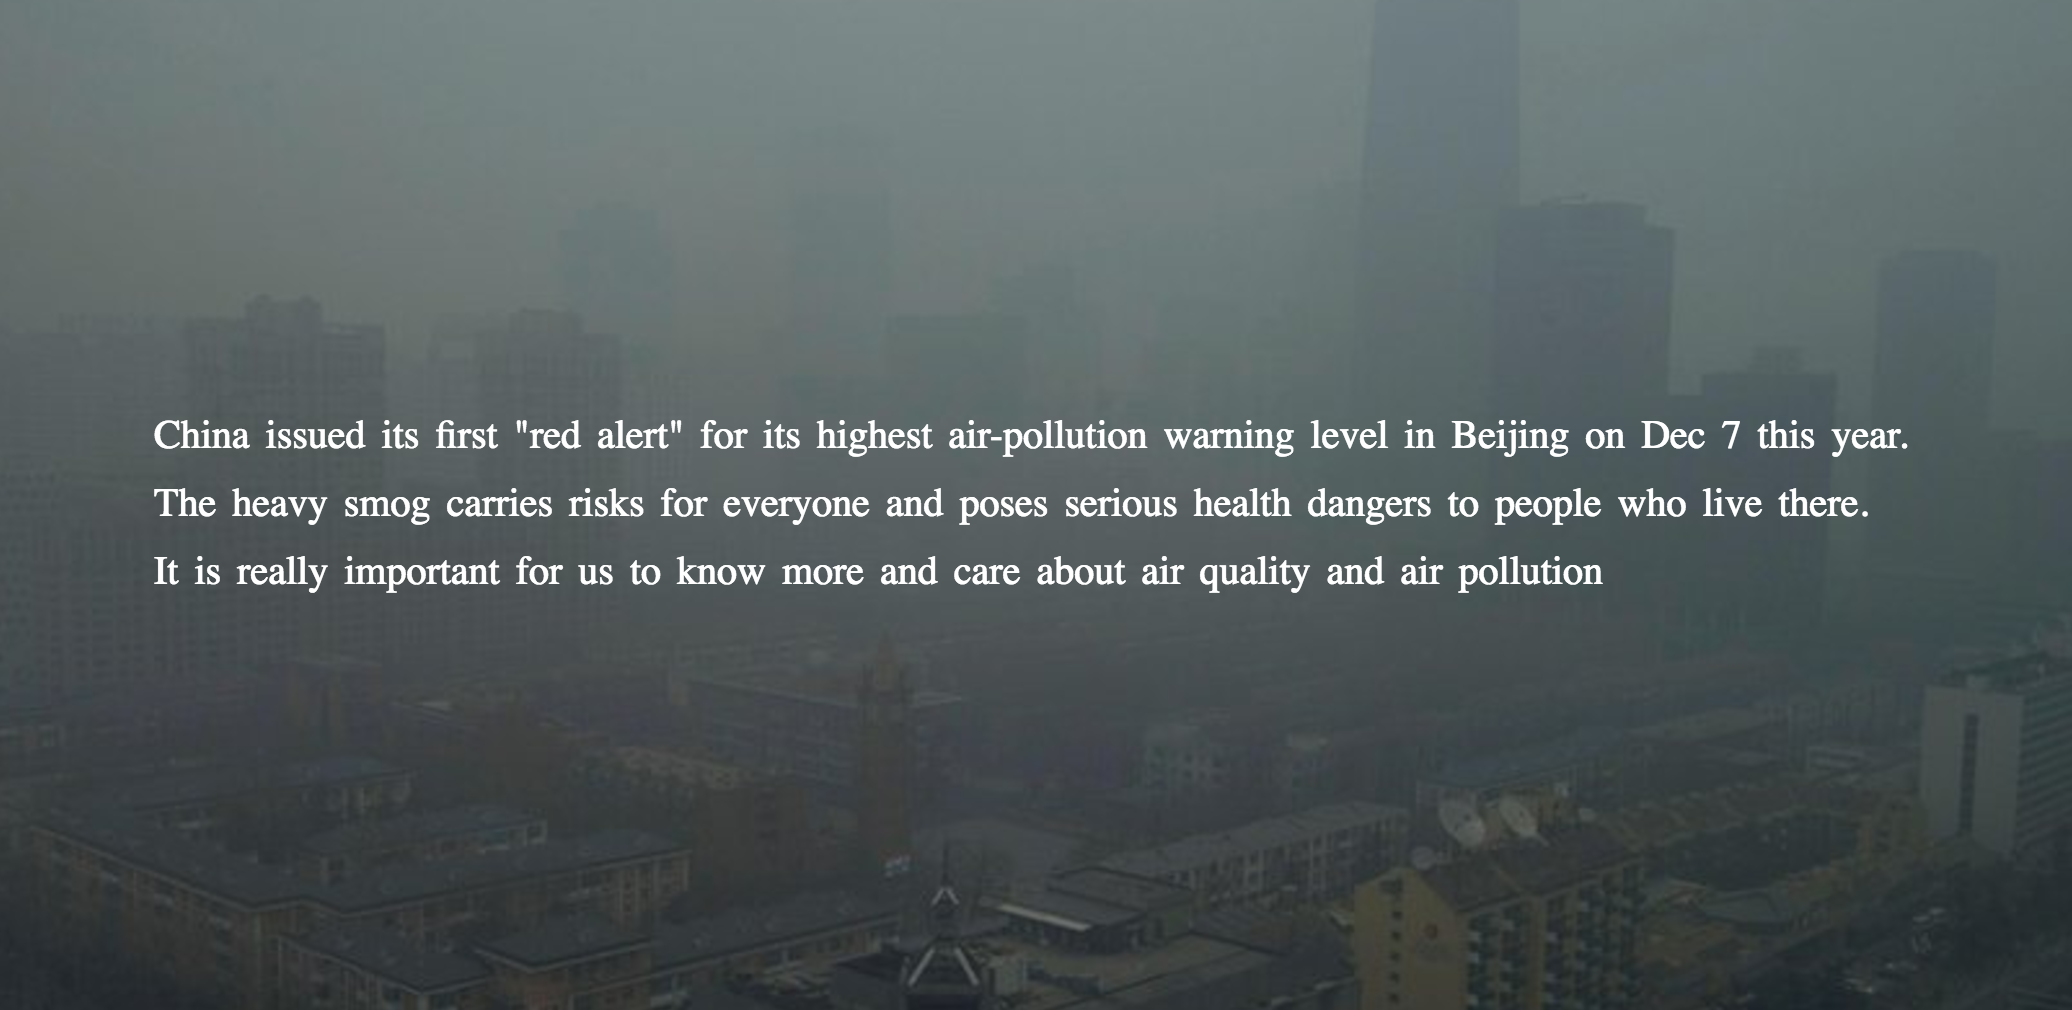 China issued its first "red alert" for its highest air-pollution warning level in Beijing on Dec 7 this year.
The heavy smog carries risks for everyone and poses serious health dangers to people who live there.
It is really important for us to know more and care about air quality and air pollution